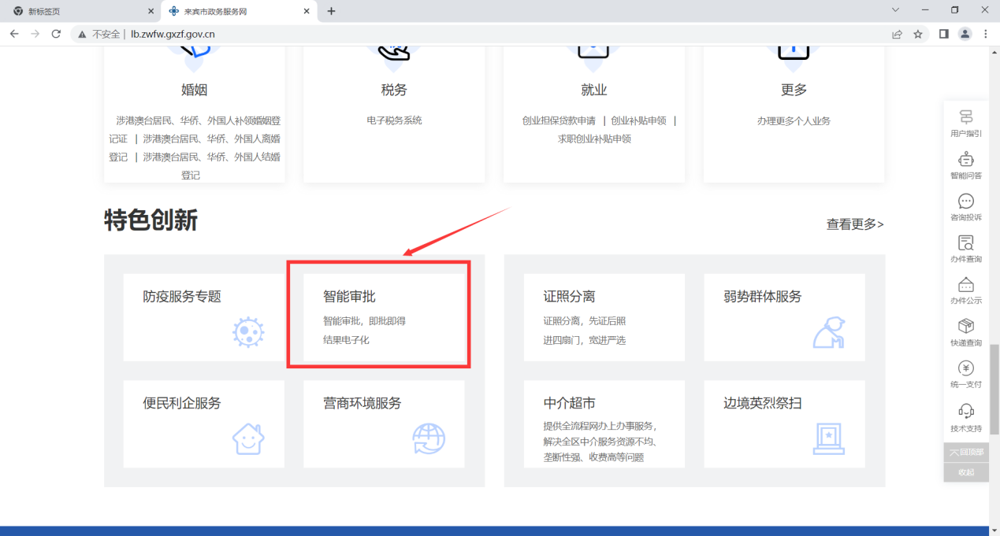 新标签页
来宾市政务服务网
不安全
lb.zwfw.gxzf.gov.cn
婚姻
涉港澳台居民、华侨、外国人补领婚姻登
记证 | 涉港澳台居民、华侨、外国人离婚
登记 | 涉港澳台居民、华侨、外国人结婚
登记
税务
电子税务系统
就业
创业担保贷款申请 | 创业补贴申领 |
求职创业补贴申领
更多
办理更多个人业务
特色创新
查看更多>
防疫服务专题
智能审批
智能审批，即批即得
结果电子化
证照分离
证照分离，先证后照
进四扇门，宽进严选
弱势群体服务
便民利企服务
营商环境服务
中介超市
提供全流程网办上办事服务，
解决全区中介服务资源不均、
垄断性强、收费高等问题
边境英烈祭扫
用户指引
智能问答
咨询投诉
办件查询
办件公示
快递查询
统一支付
技术支持
回顶部
收起